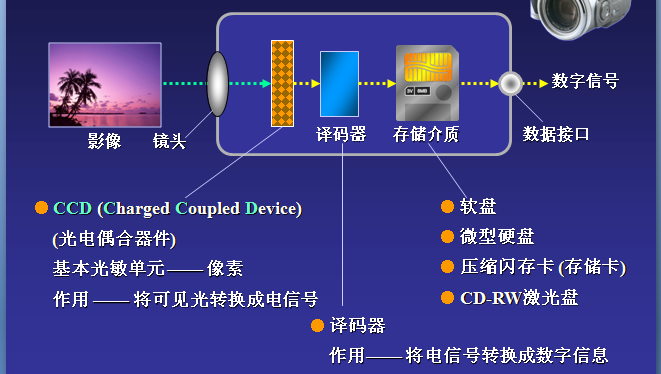 数字信号
影像
镜头
译码器
存储介质
数据接口
CCD (Charged Coupled Device)
(光电偶合器件)
基本光敏单元——像素
作用——将可见光转换成电信号
软盘
微型硬盘
压缩闪存卡(存储卡)
CD-RW激光盘
译码器
作用——将电信号转换成数字信息